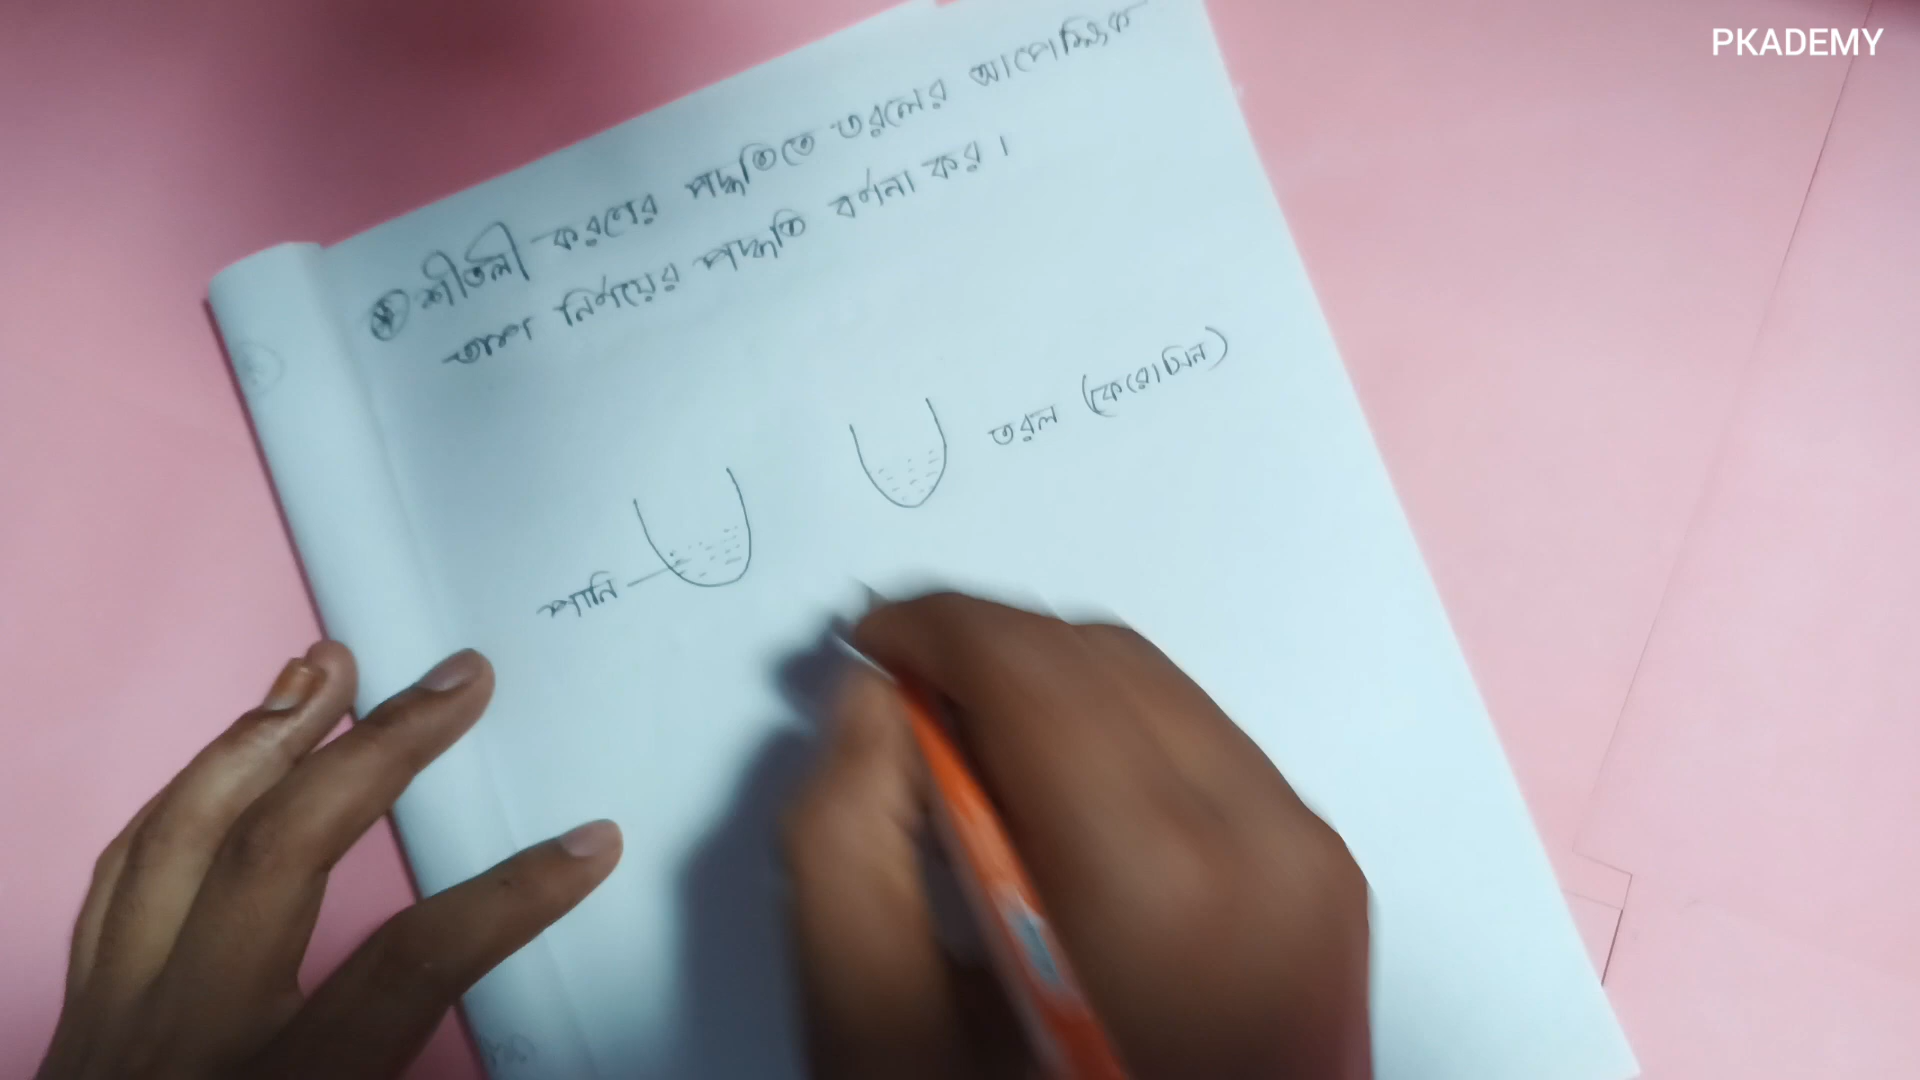 PKADEMY
শীতলী করণের পদ্ধতিতে তরলের আপেক্ষিক
তাপ নির্ণয়ের পদ্ধতি বর্ণনা কর।
তরল (কেরোসিন)
পানি